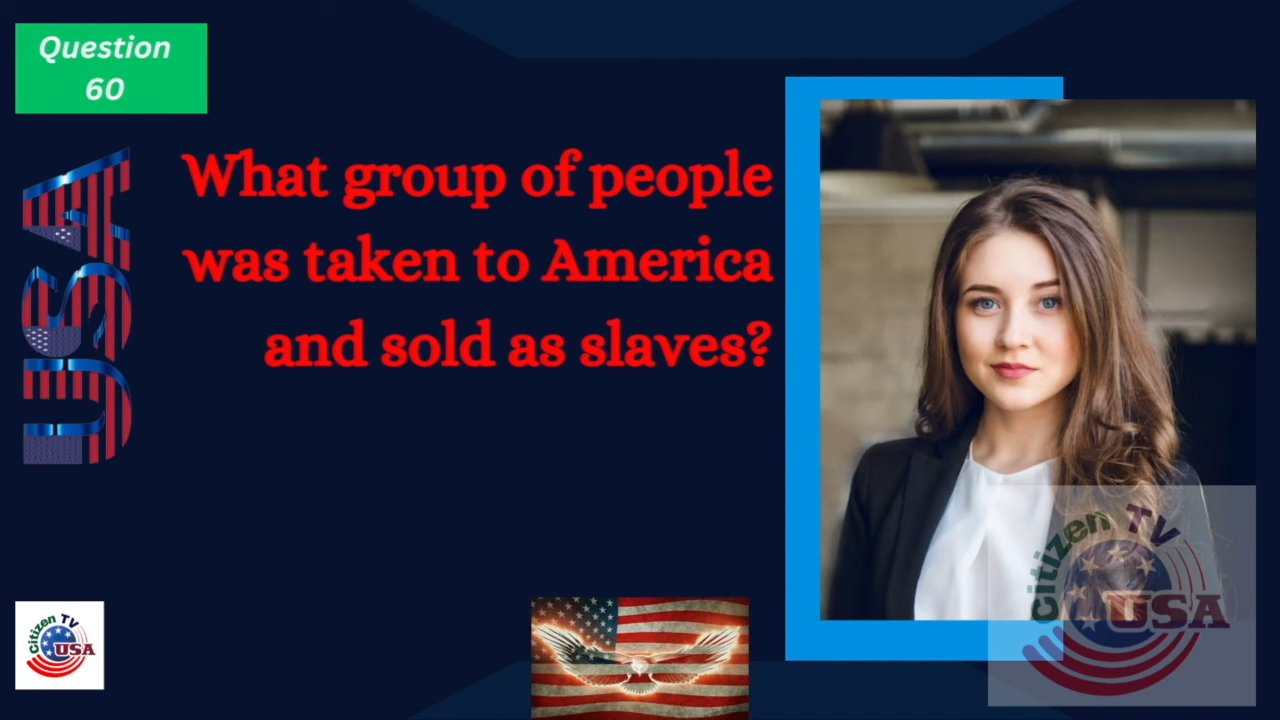 Question
60
USA
What group of people
was taken to America
and sold as slaves?
Citizen TV
USA
Citizen TV
USA